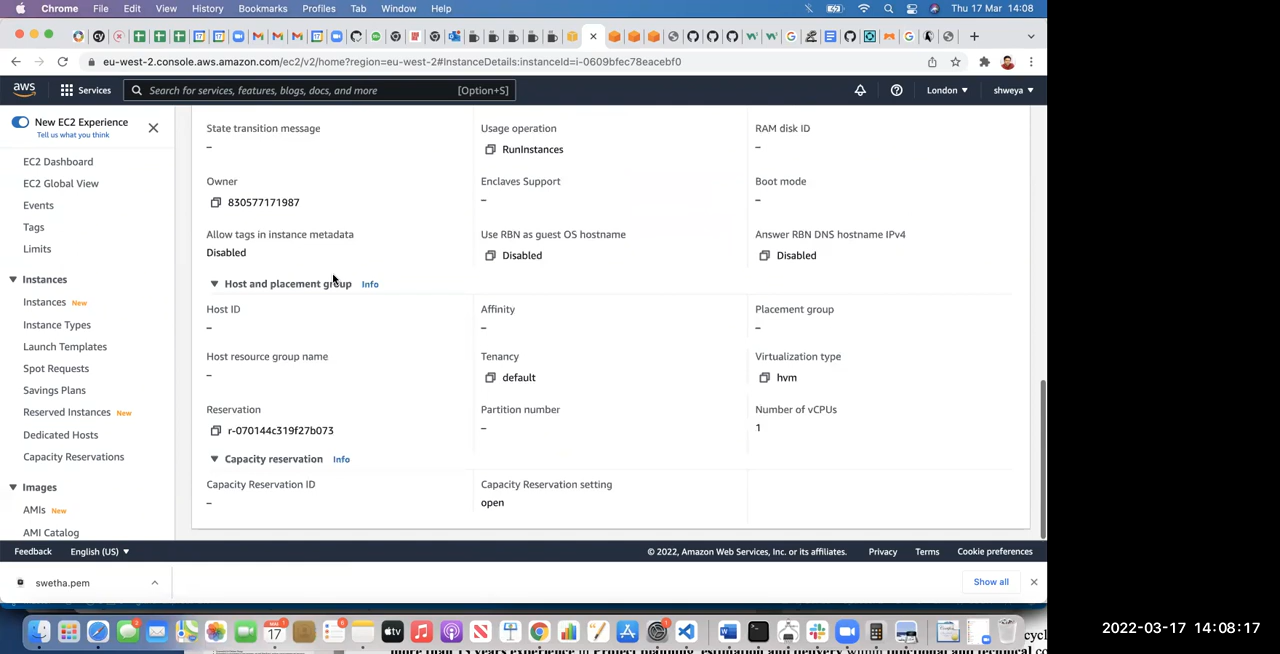 Chrome File Edit View History Bookmarks Profiles Tab Window Help Thu 17 Mar 14:08
eu-west-2.console.aws.amazon.com/ec2/v2/home?region=eu-west-2#InstanceDetails:instanceId=i-0609bfec78eacebf0
aws Services Search for services, features, blogs, docs, and more [Option+S] London shweya
New EC2 Experience
Tell us what you think
EC2 Dashboard
EC2 Global View
Events
Tags
Limits
Instances
Instances New
Instance Types
Launch Templates
Spot Requests
Savings Plans
Reserved Instances New
Dedicated Hosts
Capacity Reservations
Images
AMIs New
AMI Catalog
State transition message Usage operation RAM disk ID
– RunInstances –
Owner Enclaves Support Boot mode
830577171987 – –
Allow tags in instance metadata Use RBN as guest OS hostname Answer RBN DNS hostname IPv4
Disabled Disabled Disabled
Host and placement group Info
Host ID Affinity Placement group
– – –
Host resource group name Tenancy Virtualization type
– default hvm
Reservation Partition number Number of vCPUs
r-070144c319f27b073 – 1
Capacity reservation Info
Capacity Reservation ID Capacity Reservation setting
– open
Feedback English (US) © 2022, Amazon Web Services, Inc. or its affiliates. Privacy Terms Cookie preferences
swetha.pem Show all
2022-03-17 14:08:17